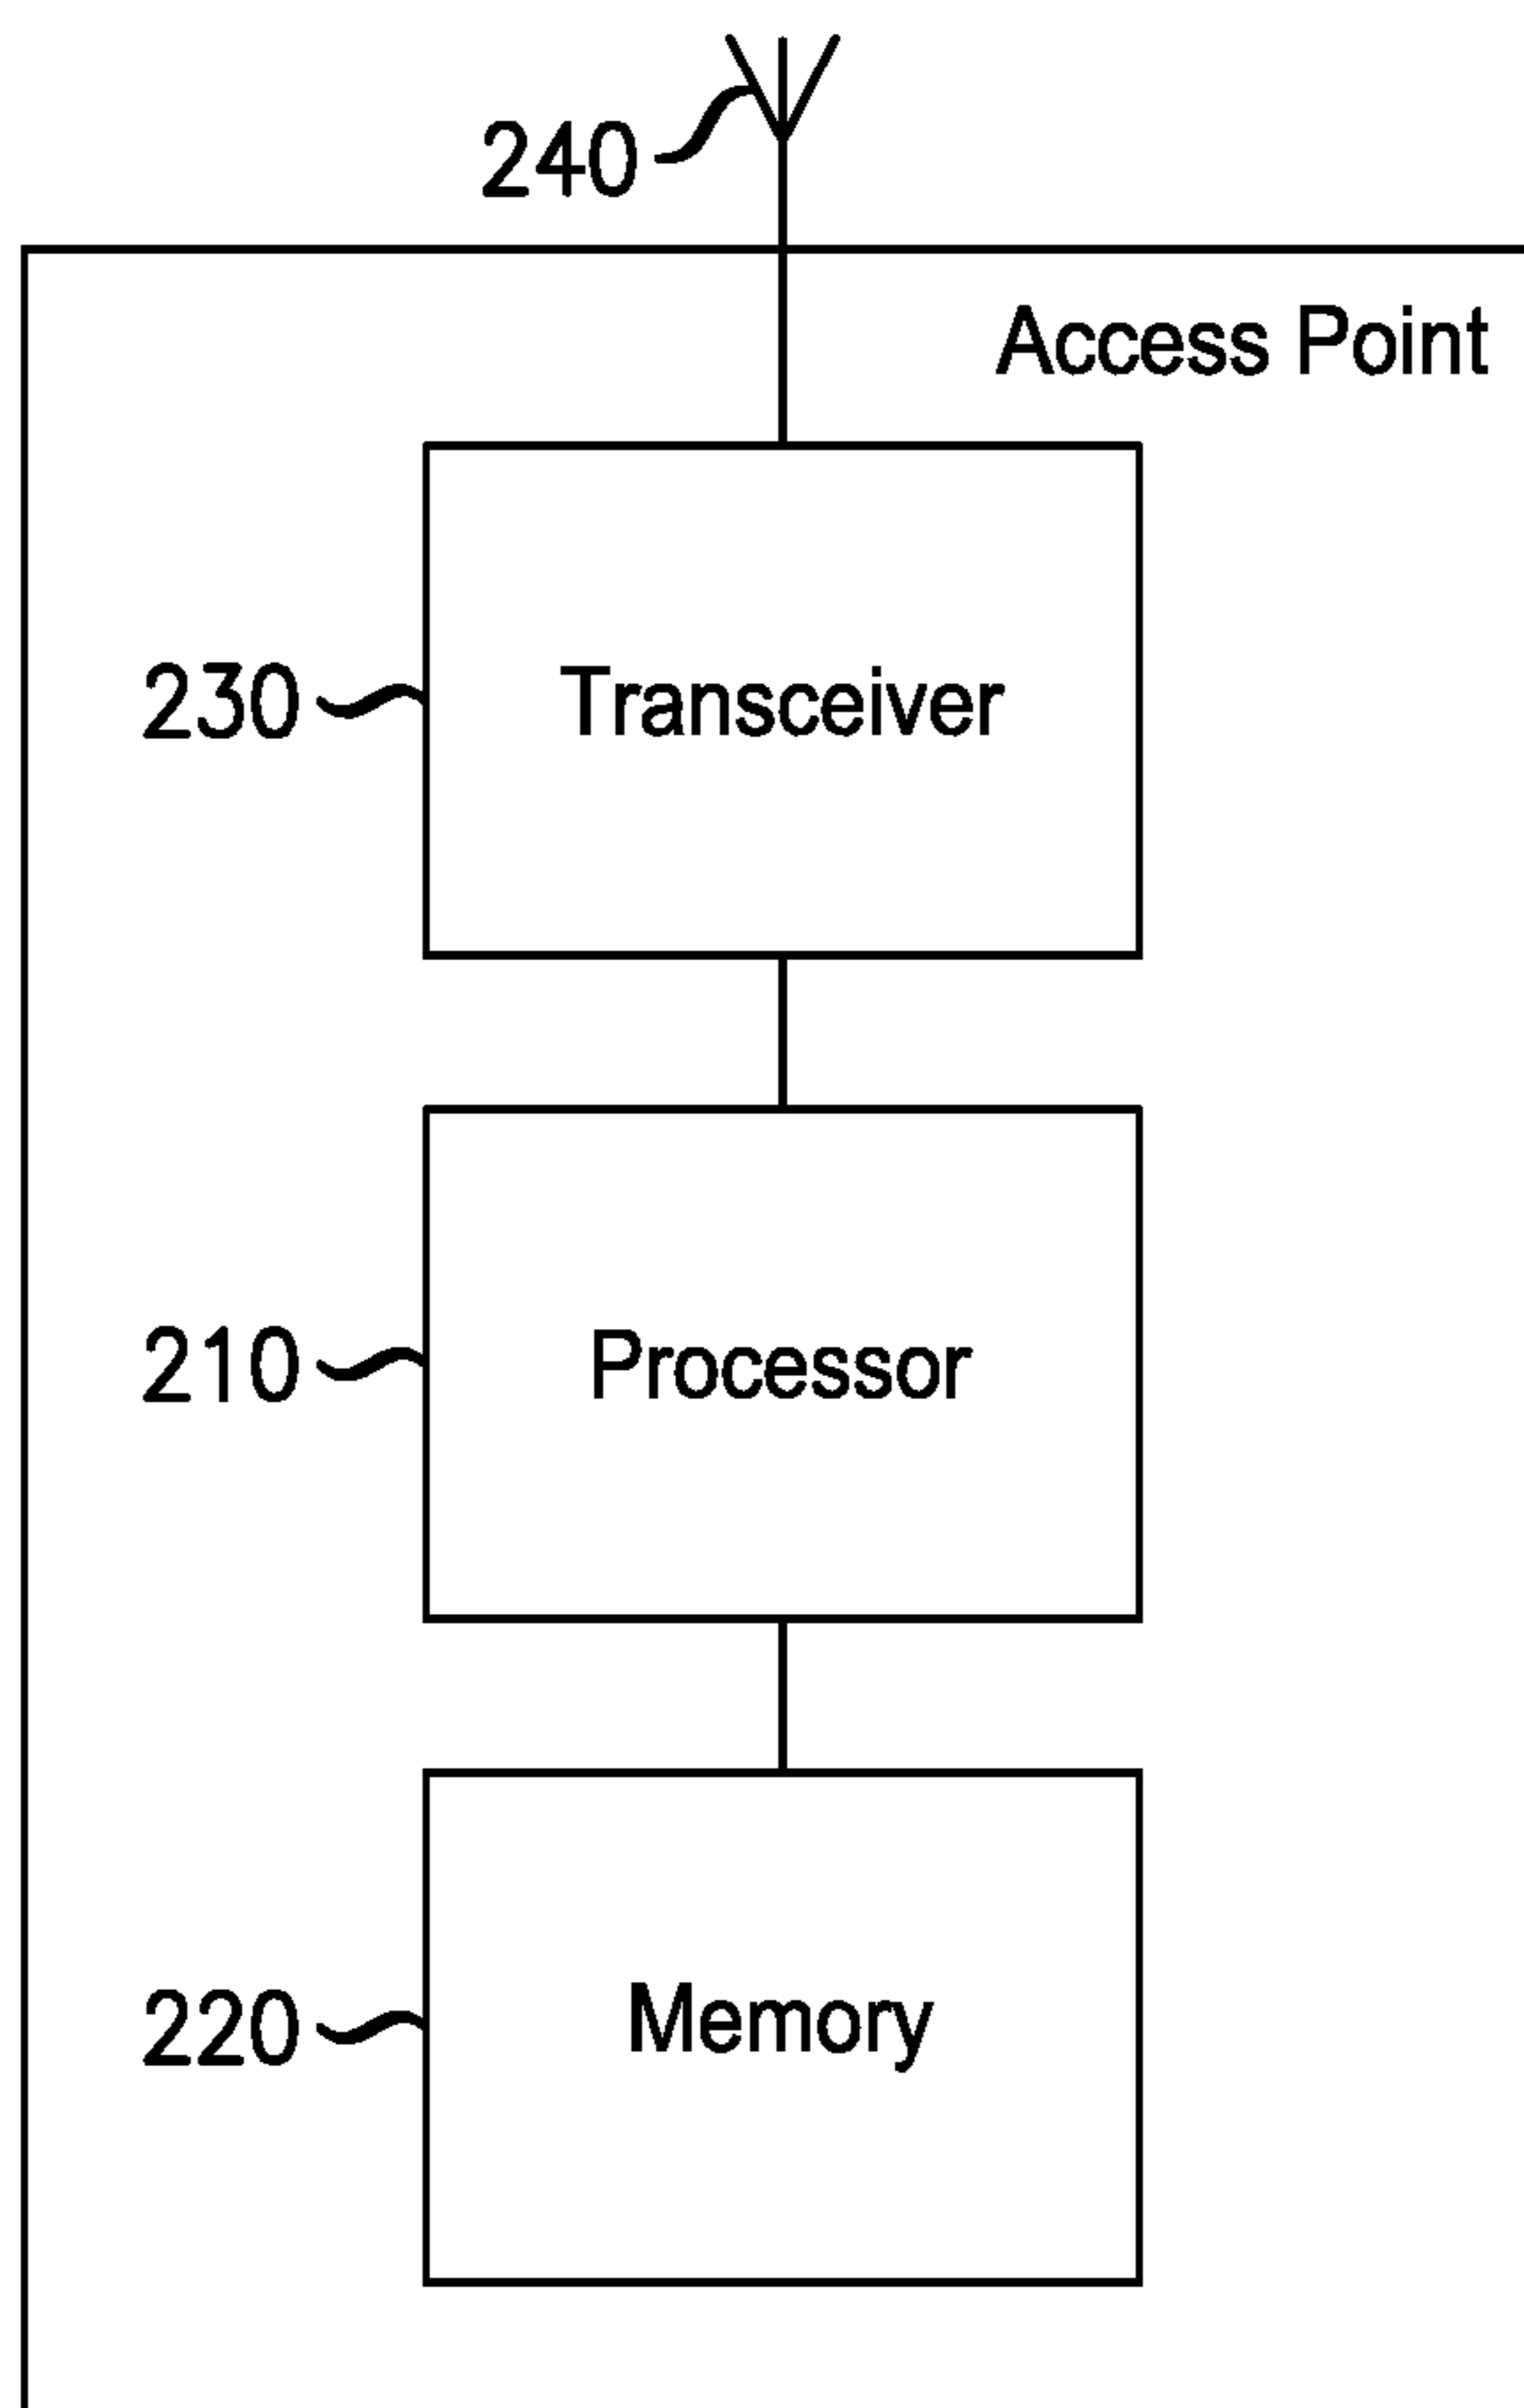 240
Access Point
230
Transceiver
210
Processor
220
Memory